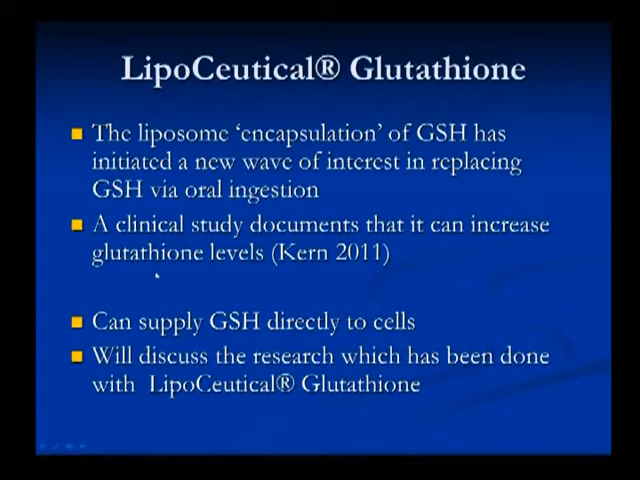 LipoCeutical® Glutathione
The liposome ‘encapsulation’ of GSH has
initiated a new wave of interest in replacing
GSH via oral ingestion
A clinical study documents that it can increase
glutathione levels (Kern 2011)
Can supply GSH directly to cells
Will discuss the research which has been done
with LipoCeutical® Glutathione